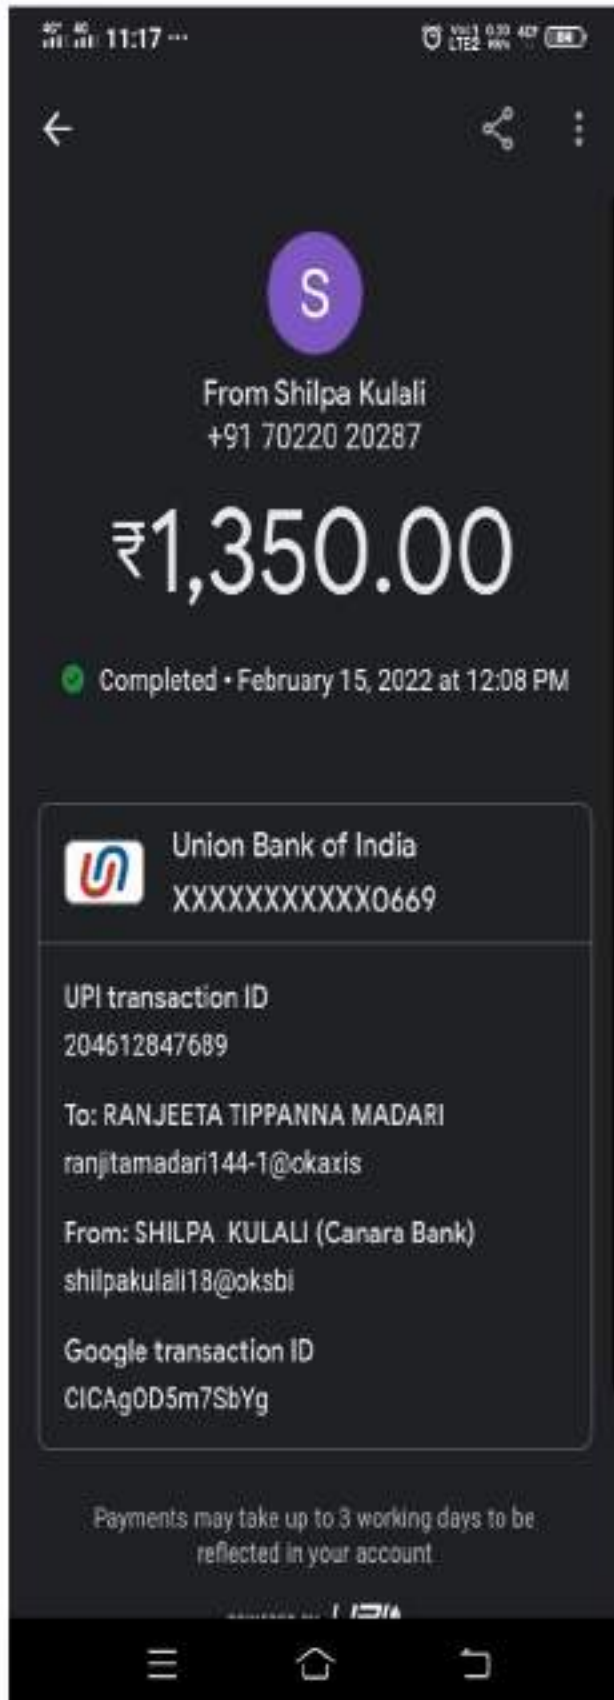 11:17 ...
84
S
From Shilpa Kulali
+91 70220 20287
₹1,350.00
Completed • February 15, 2022 at 12:08 PM
Union Bank of India
XXXXXXXXXXX0669
UPI transaction ID
204612847689
To: RANJEETA TIPPANNA MADARI
ranjitamadari144-1@okaxis
From: SHILPA KULALI (Canara Bank)
shilpakulali18@oksbi
Google transaction ID
CICAgOD5m7SbYg
Payments may take up to 3 working days to be
reflected in your account